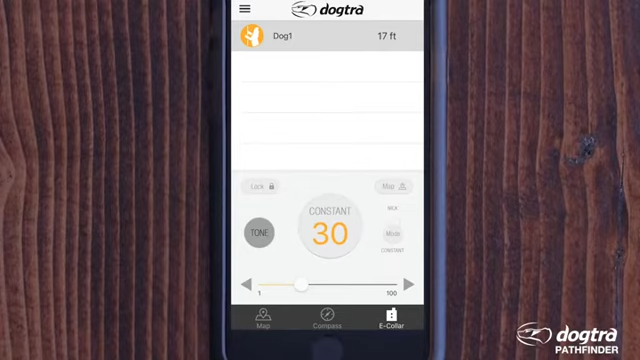 dogtra
Dog1 17 ft
Lock Map
CONSTANT
30
TONE
NICK
Mode
CONSTANT
1 100
Map Compass E-Collar
dogtra
PATHFINDER